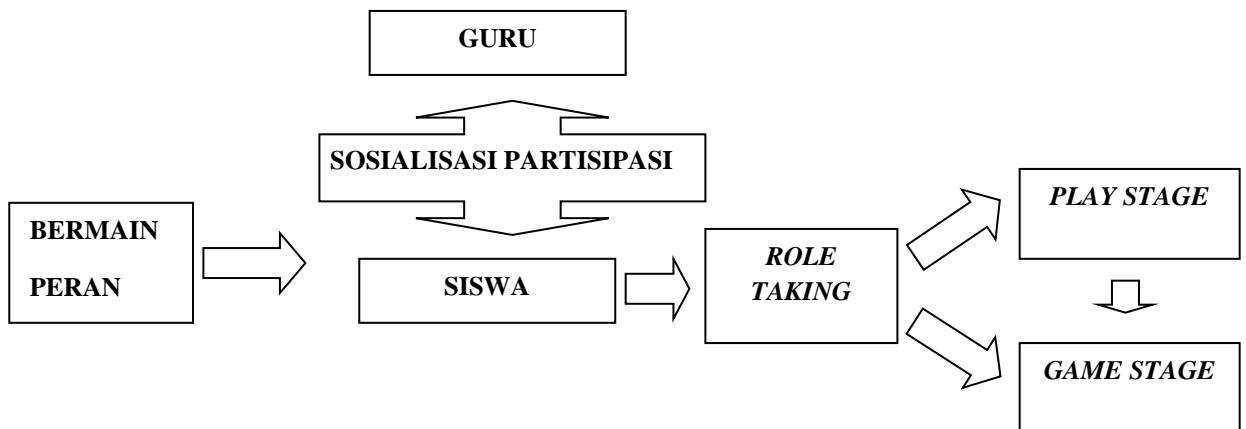 GURU
SOSIALISASI PARTISIPASI
BERMAIN
PERAN
SISWA
ROLE
TAKING
PLAY STAGE
GAME STAGE